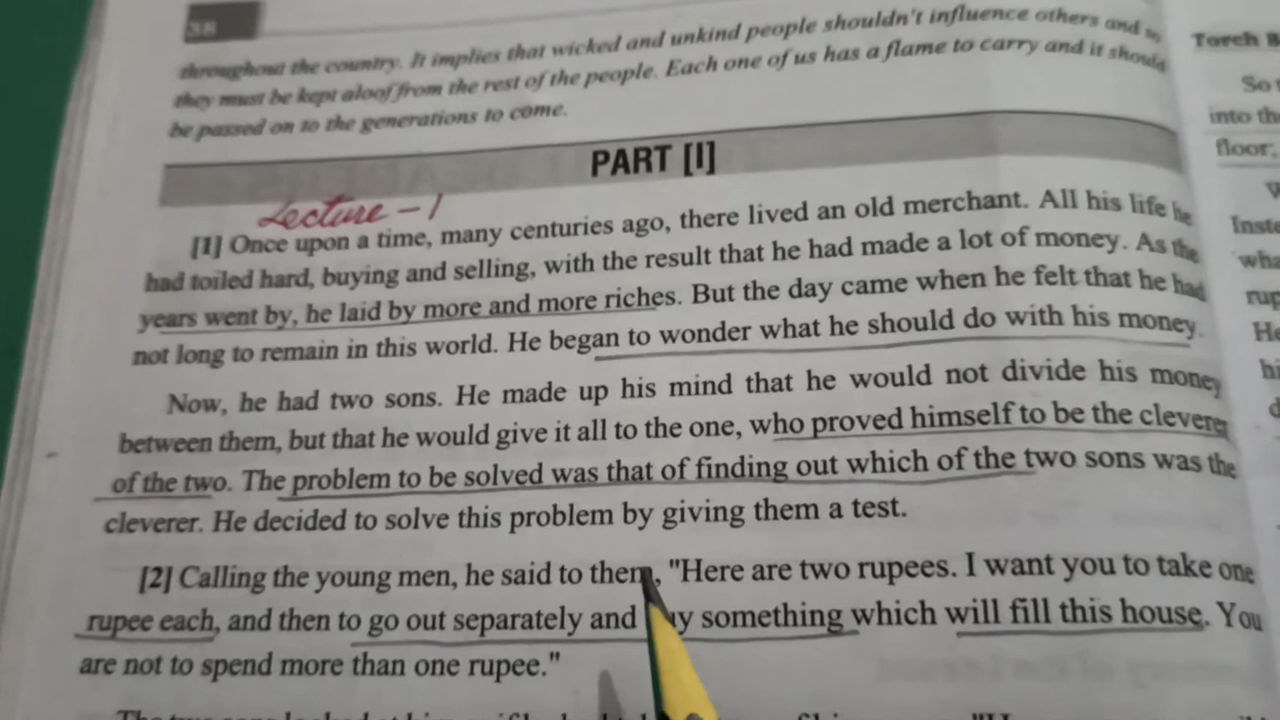 38
throughout the country. It implies that wicked and unkind people shouldn't influence others and so
they must be kept aloof from the rest of the people. Each one of us has a flame to carry and it should
be passed on to the generations to come.
PART [I]
Lecture - 1
[1] Once upon a time, many centuries ago, there lived an old merchant. All his life he
had toiled hard, buying and selling, with the result that he had made a lot of money. As the
years went by, he laid by more and more riches. But the day came when he felt that he had
not long to remain in this world. He began to wonder what he should do with his money.
Now, he had two sons. He made up his mind that he would not divide his money
between them, but that he would give it all to the one, who proved himself to be the cleverer
of the two. The problem to be solved was that of finding out which of the two sons was the
cleverer. He decided to solve this problem by giving them a test.
[2] Calling the young men, he said to them, "Here are two rupees. I want you to take one
rupee each, and then to go out separately and something which will fill this house. You
are not to spend more than one rupee."
The two sons looked at him
Torch
So
into th
floor;
Inste
wha
rup
He
hi